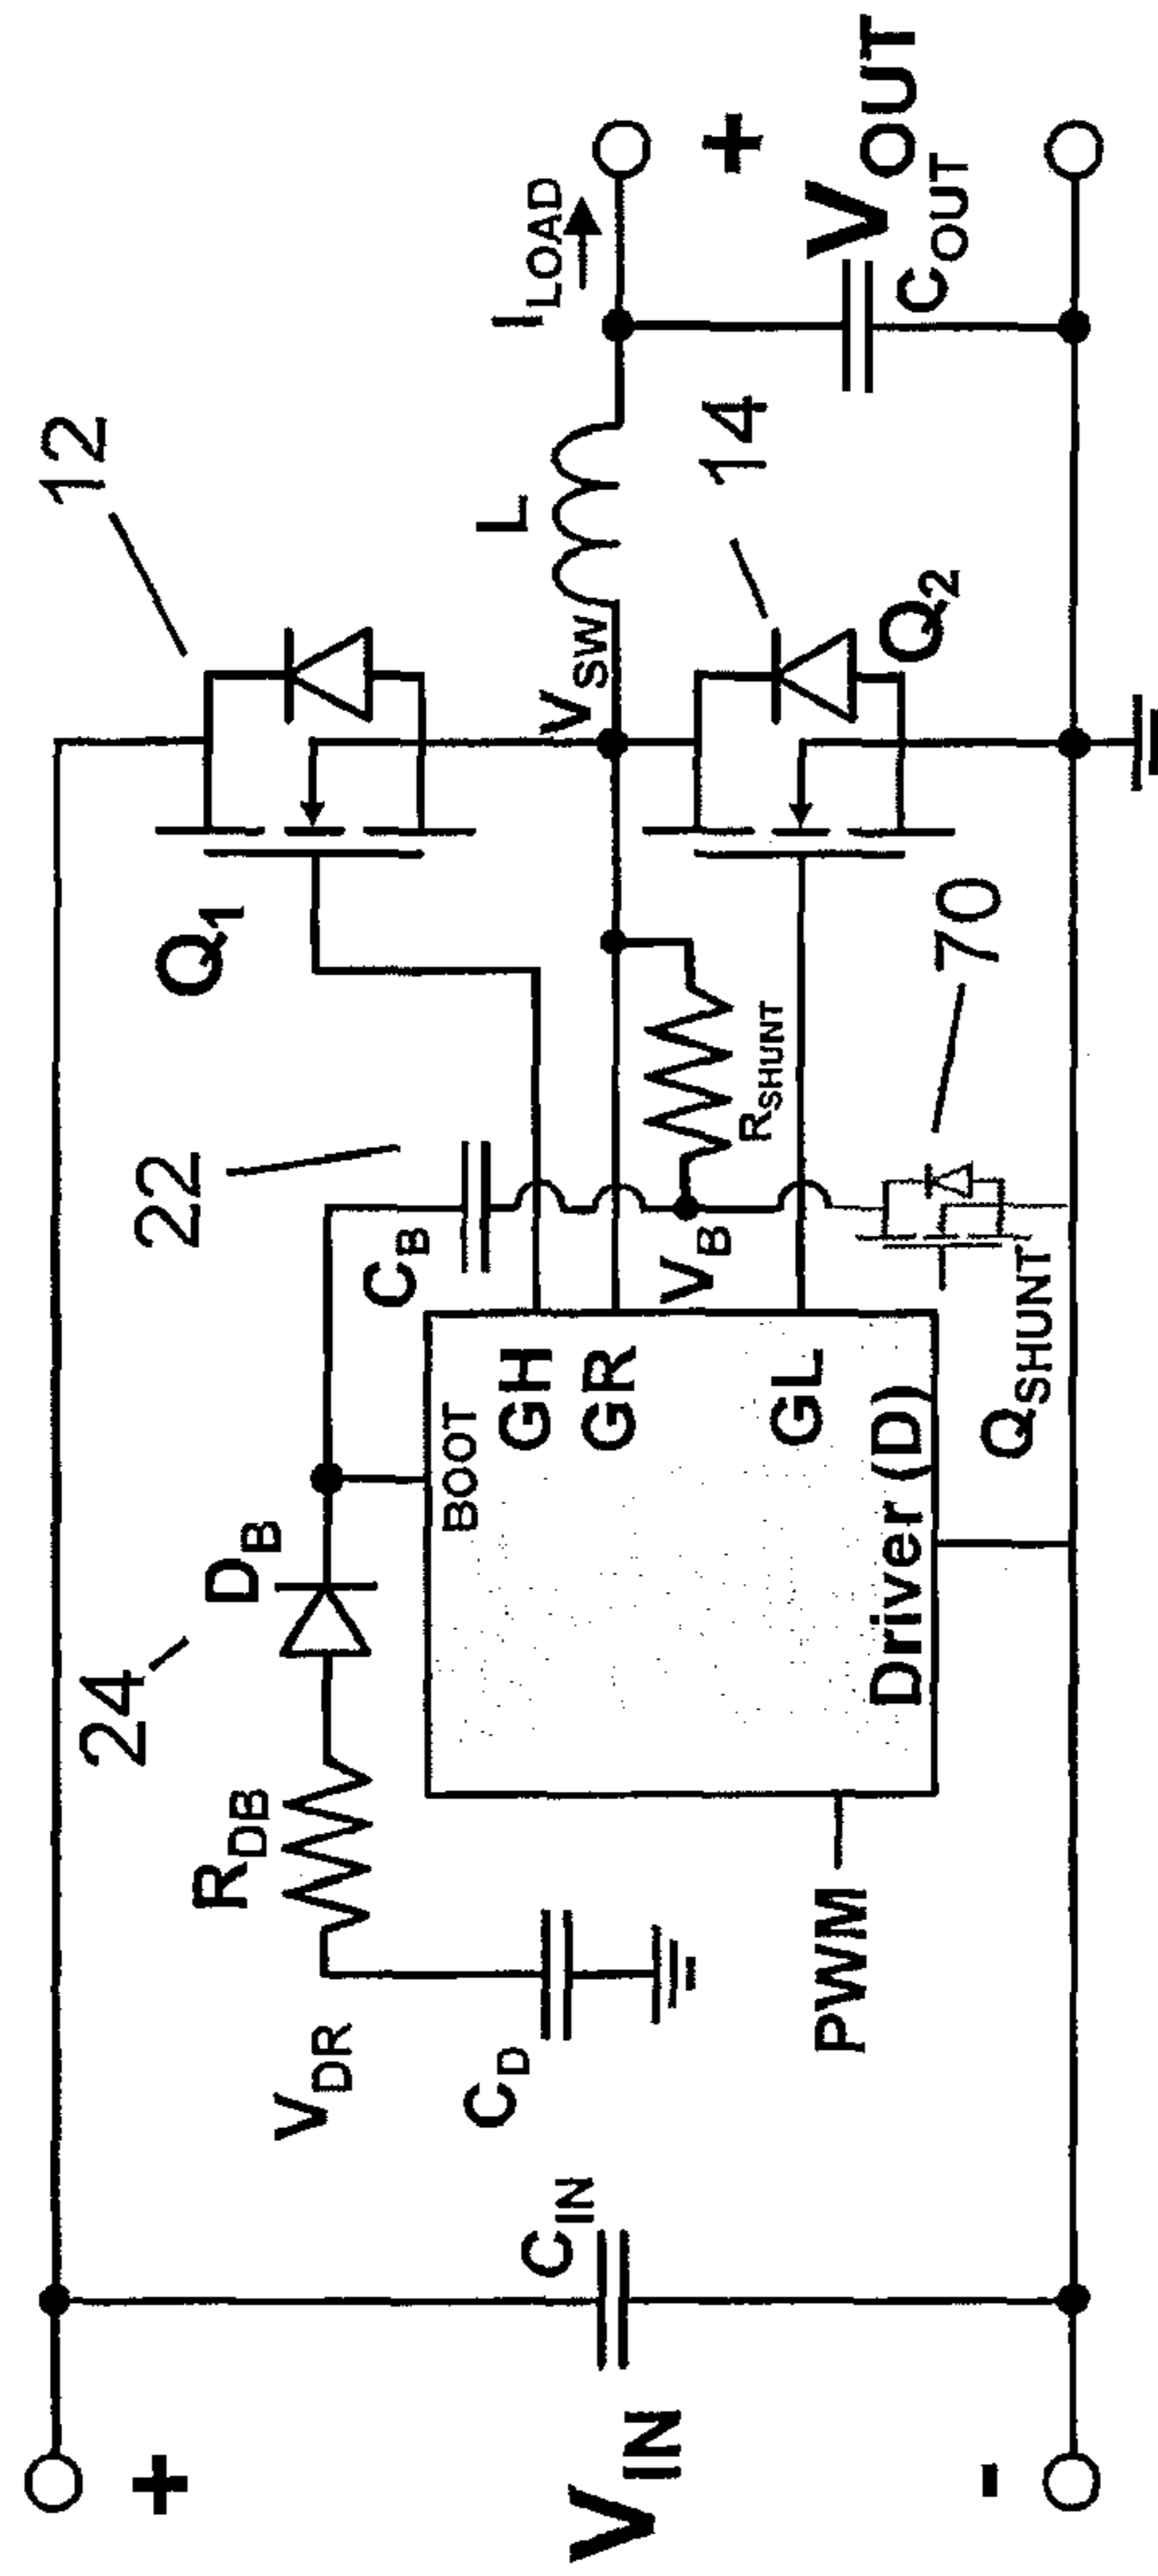 12
Q1
24
DB
RDB
22
CB
VDR
CD
BOOT
GH
GR
GL
Driver (D)
PWM
VB
RSHUNT
QSHUNT
70
VSW
L
ILOAD
14
Q2
+
VOUT
COUT
+
VIN
-
CIN